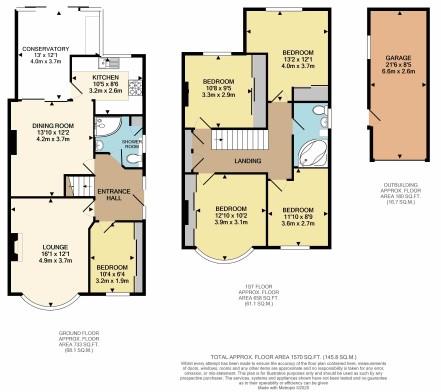 CONSERVATORY
13' x 12'1
4.0m x 3.7m
KITCHEN
10'5 x 8'6
3.2m x 2.6m
DINING ROOM
13'10 x 12'2
4.2m x 3.7m
SHOWER
ROOM
ENTRANCE
HALL
LOUNGE
16'1 x 12'1
4.9m x 3.7m
BEDROOM
10'4 x 6'4
3.2m x 1.9m
GROUND FLOOR
APPROX. FLOOR
AREA 733 SQ.FT.
(68.1 SQ.M.)
BEDROOM
13'2 x 12'1
4.0m x 3.7m
BEDROOM
10'8 x 9'5
3.3m x 2.9m
LANDING
BEDROOM
12'10 x 10'2
3.9m x 3.1m
BEDROOM
11'10 x 8'9
3.6m x 2.7m
1ST FLOOR
APPROX. FLOOR
AREA 658 SQ.FT.
(61.1 SQ.M.)
GARAGE
21'6 x 8'5
6.6m x 2.6m
OUTBUILDING
APPROX. FLOOR
AREA 180 SQ.FT.
(16.7 SQ.M.)
TOTAL APPROX. FLOOR AREA 1570 SQ.FT. (145.8 SQ.M.)
Whilst every attempt has been made to ensure the accuracy of the floor plan contained here, measurements
of doors, windows, rooms and any other items are approximate and no responsibility is taken for any error,
omission, or mis-statement. This plan is for illustrative purposes only and should be used as such by any
prospective purchaser. The services, systems and appliances shown have not been tested and no guarantee
as to their operability or efficiency can be given
Made with Metropix ©2020